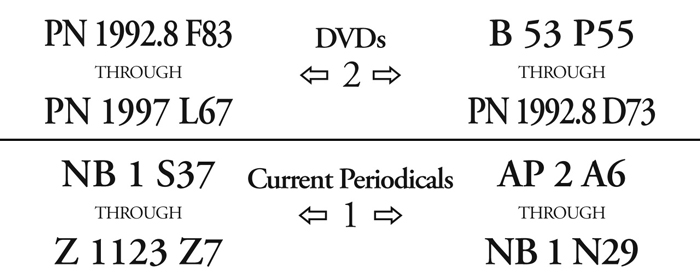 PN 1992.8 F83
THROUGH
PN 1997 L67
DVDs
⇦ 2 ⇨
B 53 P55
THROUGH
PN 1992.8 D73
NB 1 S37
THROUGH
Z 1123 Z7
Current Periodicals
⇦ 1 ⇨
AP 2 A6
THROUGH
NB 1 N29